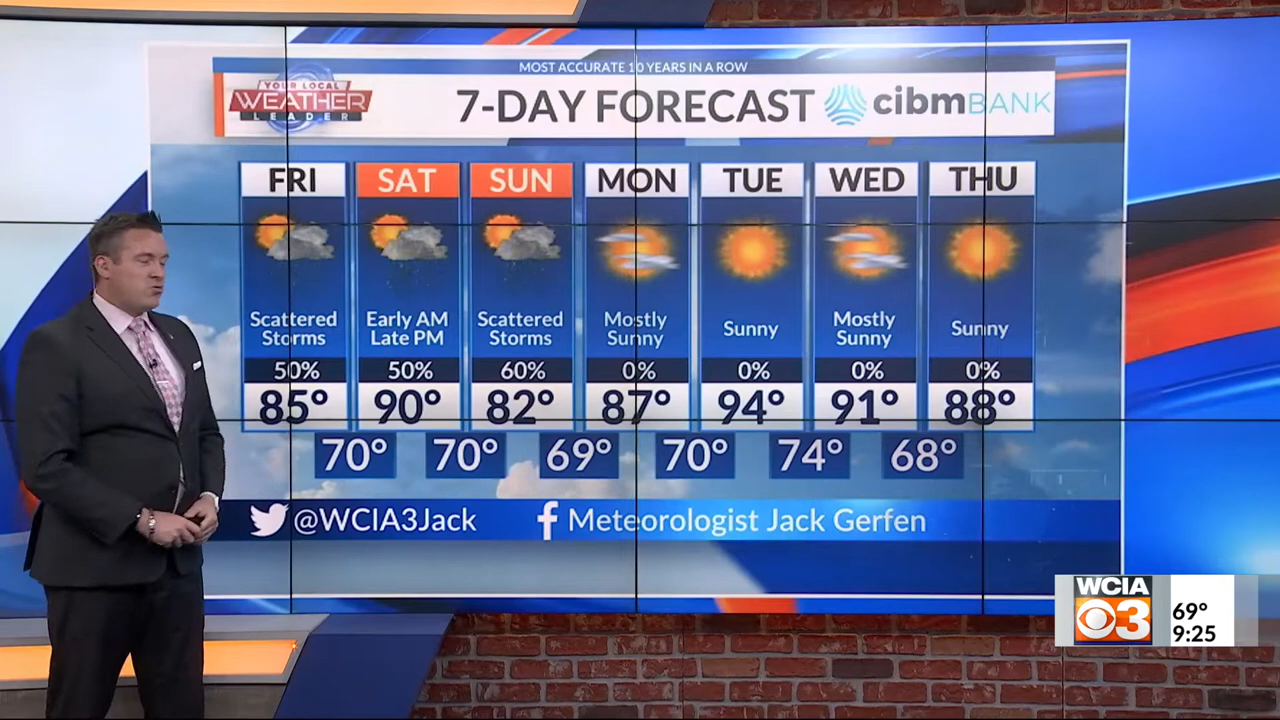 MOST ACCURATE 10 YEARS IN A ROW
YOUR LOCAL
WEATHER
LEADER
7-DAY FORECAST
cibmBANK
FRI SAT SUN MON TUE WED THU
Scattered Storms
Early AM Late PM
Scattered Storms
Mostly Sunny
Sunny
Mostly Sunny
Sunny
50% 50% 60% 0% 0% 0% 0%
85° 90° 82° 87° 94° 91° 88°
70° 70° 69° 70° 74° 68°
@WCIA3Jack
Meteorologist Jack Gerfen
WCIA
3
69°
9:25